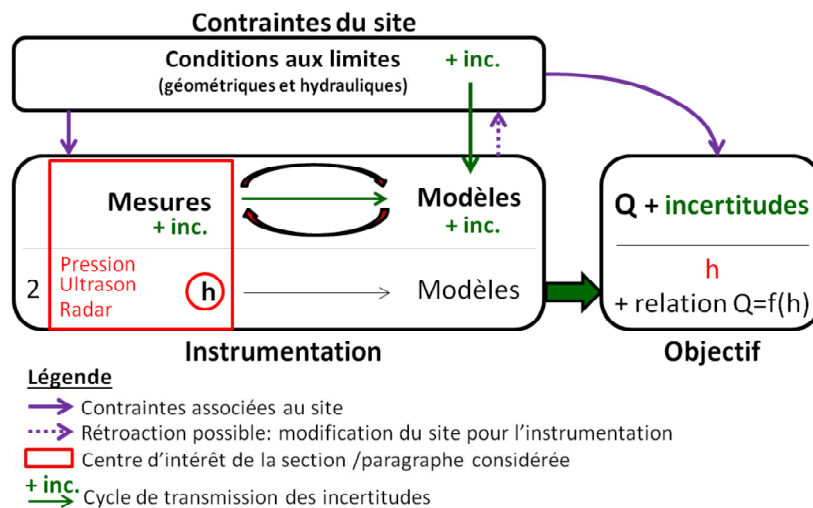 Contraintes du site
Conditions aux limites + inc.
(géométriques et hydrauliques)
Mesures
+ inc.
Modèles
+ inc.
Q + incertitudes
2
Pression
Ultrason
Radar
h
Modèles
h
+ relation Q=f(h)
Instrumentation
Objectif
Légende
Contraintes associées au site
Rétroaction possible: modification du site pour l'instrumentation
Centre d'intérêt de la section /paragraphe considérée
+ inc.
Cycle de transmission des incertitudes